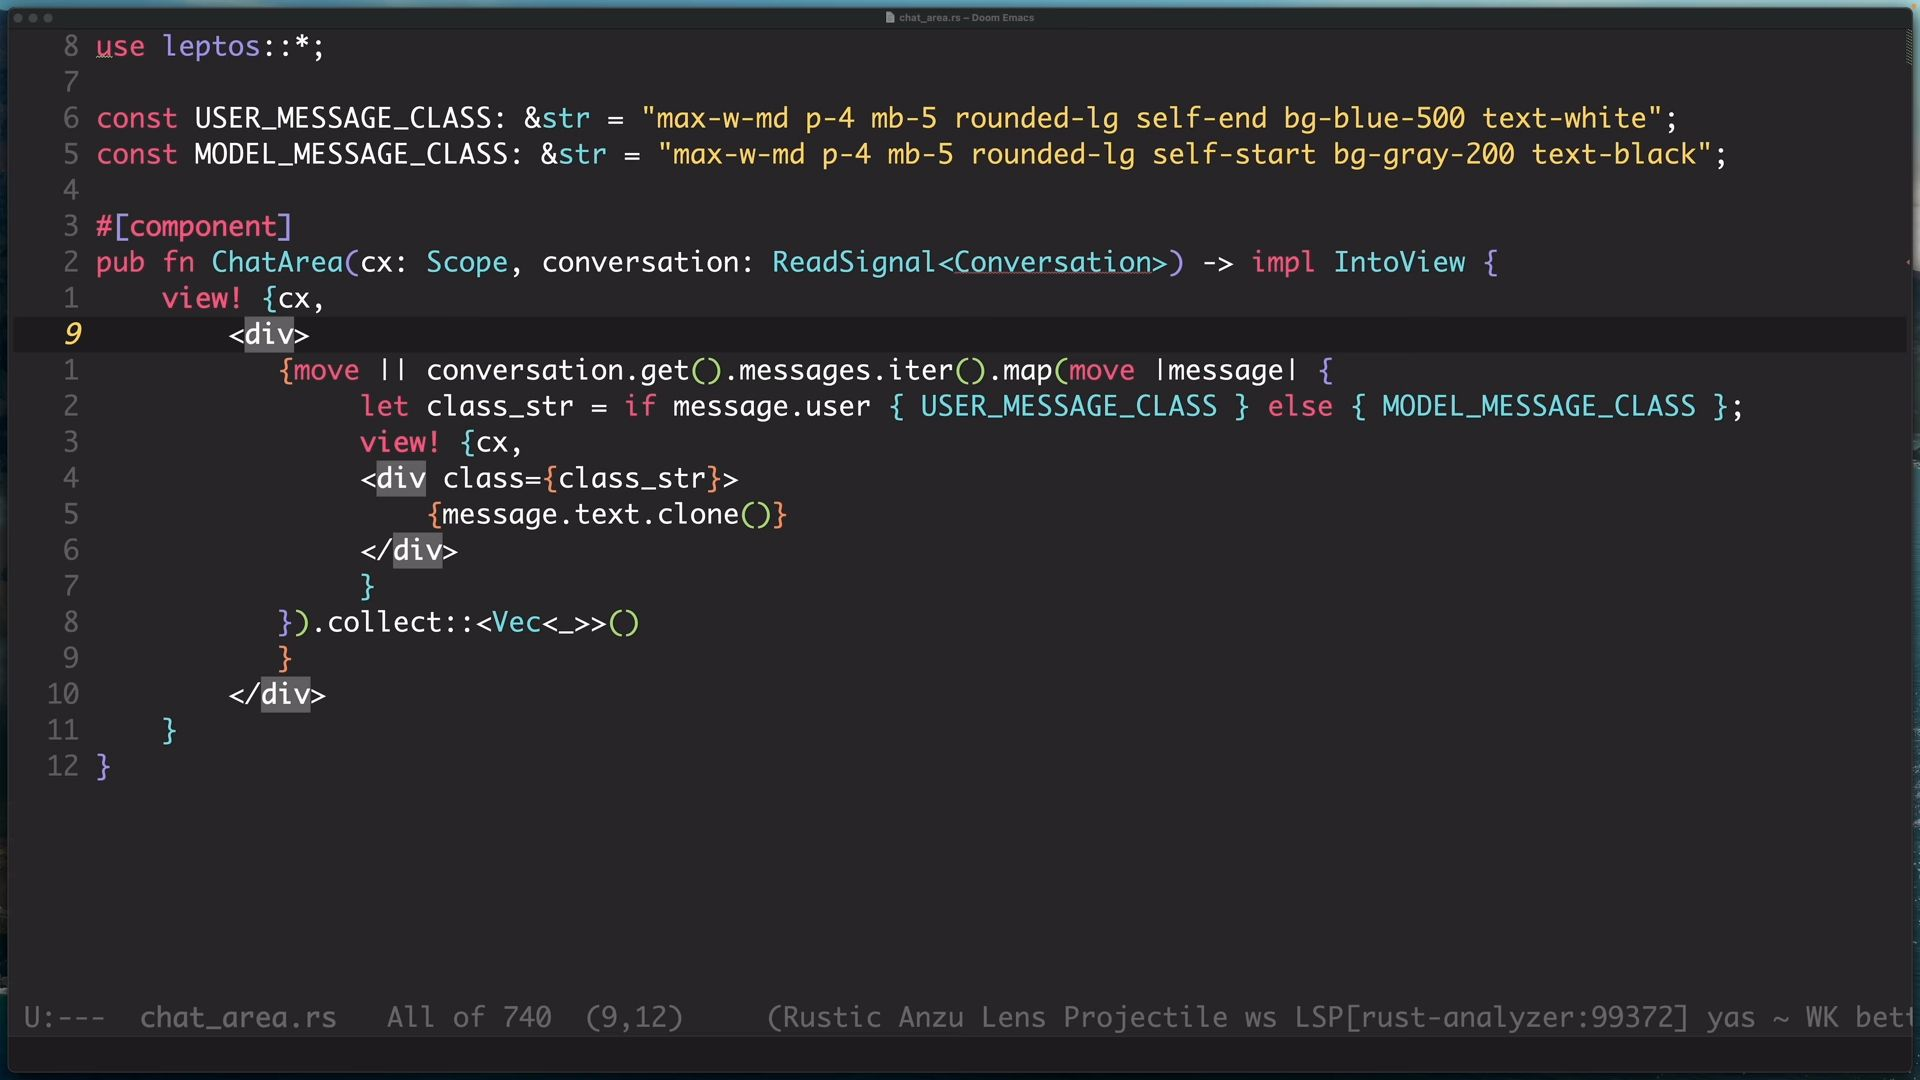 chat_area.rs – Doom Emacs
8 use leptos::*;
7
6 const USER_MESSAGE_CLASS: &str = "max-w-md p-4 mb-5 rounded-lg self-end bg-blue-500 text-white";
5 const MODEL_MESSAGE_CLASS: &str = "max-w-md p-4 mb-5 rounded-lg self-start bg-gray-200 text-black";
4
3 #[component]
2 pub fn ChatArea(cx: Scope, conversation: ReadSignal<Conversation>) -> impl IntoView {
1     view! {cx,
9         <div>
1            {move || conversation.get().messages.iter().map(move |message| {
2                 let class_str = if message.user { USER_MESSAGE_CLASS } else { MODEL_MESSAGE_CLASS };
3                 view! {cx,
4                 <div class={class_str}>
5                     {message.text.clone()}
6                 </div>
7                 }
8            }).collect::<Vec<_>>()
9            }
10         </div>
11     }
12 }
U:--- chat_area.rs All of 740 (9,12) (Rustic Anzu Lens Projectile ws LSP[rust-analyzer:99372] yas ~ WK bett